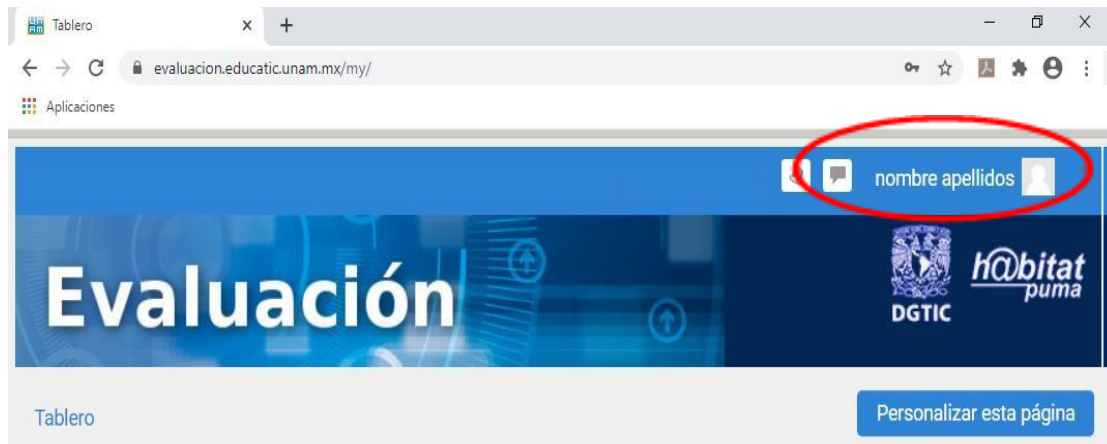 Tablero
evaluacion.educatic.unam.mx/my/
Aplicaciones
nombre apellidos
Evaluación
DGTIC
h@bitat
puma
Tablero
Personalizar esta página